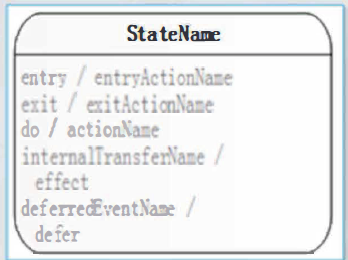 StateName
entry / entryActionName
exit / exitActionName
do / actionName
internalTransferName /
effect
deferredEventName /
defer